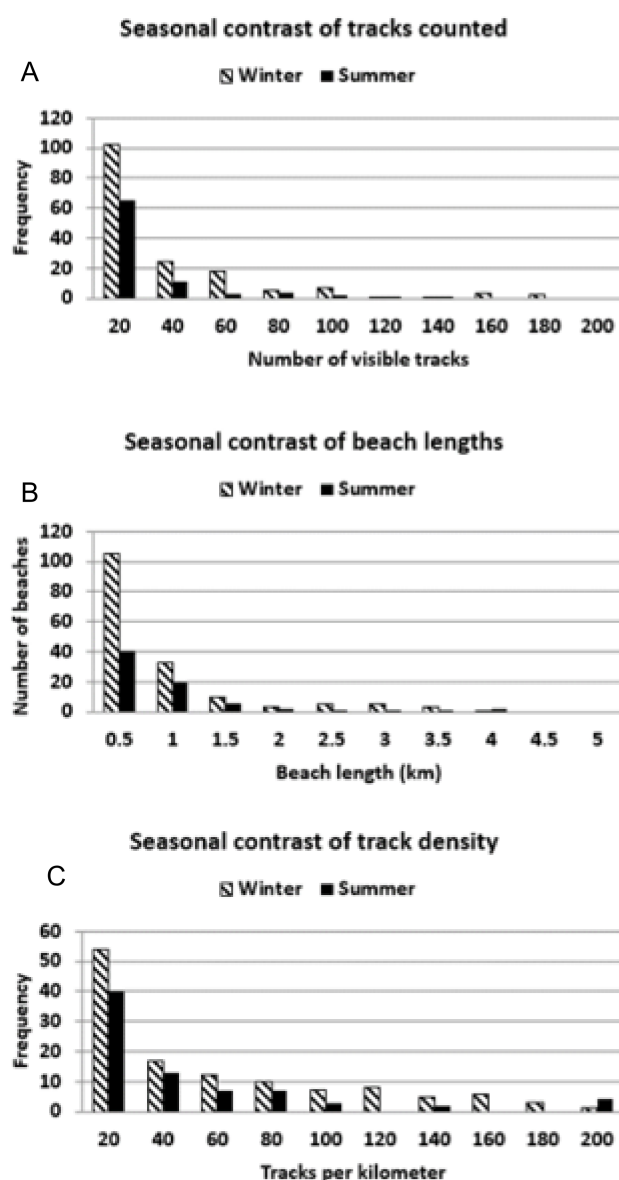 Seasonal contrast of tracks counted
A
Winter Summer
120
100
80
60
40
20
0
Frequency
20 40 60 80 100 120 140 160 180 200
Number of visible tracks
Seasonal contrast of beach lengths
B
Winter Summer
120
100
80
60
40
20
0
Number of beaches
0.5 1 1.5 2 2.5 3 3.5 4 4.5 5
Beach length (km)
Seasonal contrast of track density
C
Winter Summer
60
50
40
30
20
10
0
Frequency
20 40 60 80 100 120 140 160 180 200
Tracks per kilometer